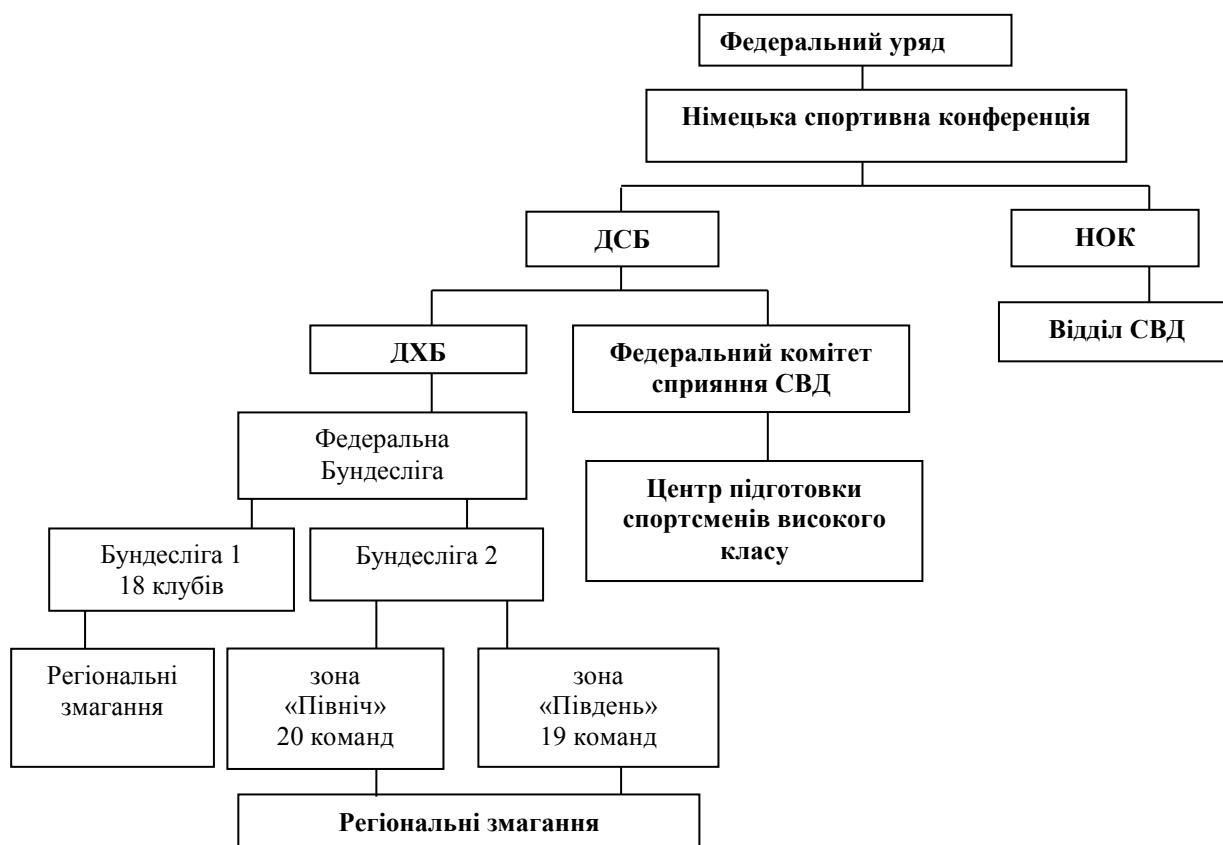 Федеральний уряд
Німецька спортивна конференція
ДСБ
НОК
ДХБ
Федеральний комітет
сприяння СВД
Відділ СВД
Федеральна
Бундесліга
Центр підготовки
спортсменів високого
класу
Бундесліга 1
18 клубів
Бундесліга 2
Регіональні
змагання
зона
«Північ»
20 команд
зона
«Південь»
19 команд
Регіональні змагання